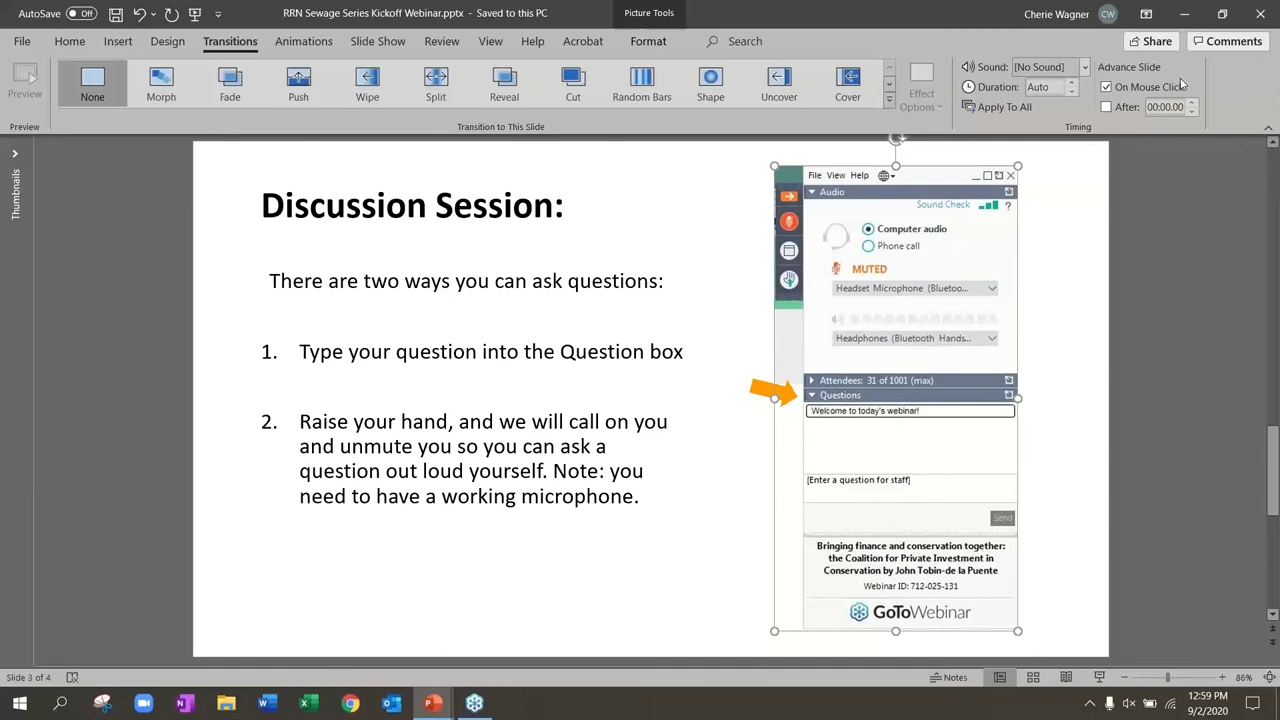 AutoSave Off
RRN Sewage Series Kickoff Webinar.pptx - Saved to this PC
Picture Tools
Cherie Wagner CW
File Home Insert Design Transitions Animations Slide Show Review View Help Acrobat Format Search
Share Comments
Preview
None Morph Fade Push Wipe Split Reveal Cut Random Bars Shape Uncover Cover
Effect
Options
Sound: [No Sound]
Duration: Auto
Apply To All
Advance Slide
On Mouse Click
After: 00:00.00
Preview
Transition to This Slide
Timing
Thumbnails
Discussion Session:
There are two ways you can ask questions:
1. Type your question into the Question box
2. Raise your hand, and we will call on you
and unmute you so you can ask a
question out loud yourself. Note: you
need to have a working microphone.
File View Help
Audio
Sound Check ?
Computer audio
Phone call
MUTED
Headset Microphone (Bluetoo...
Headphones (Bluetooth Hands...
Attendees: 31 of 1001 (max)
Questions
Welcome to today's webinar!
[Enter a question for staff]
Send
Bringing finance and conservation together:
the Coalition for Private Investment in
Conservation by John Tobin-de la Puente
Webinar ID: 712-025-131
GoToWebinar
Slide 3 of 4
Notes
86%
12:59 PM
9/2/2020